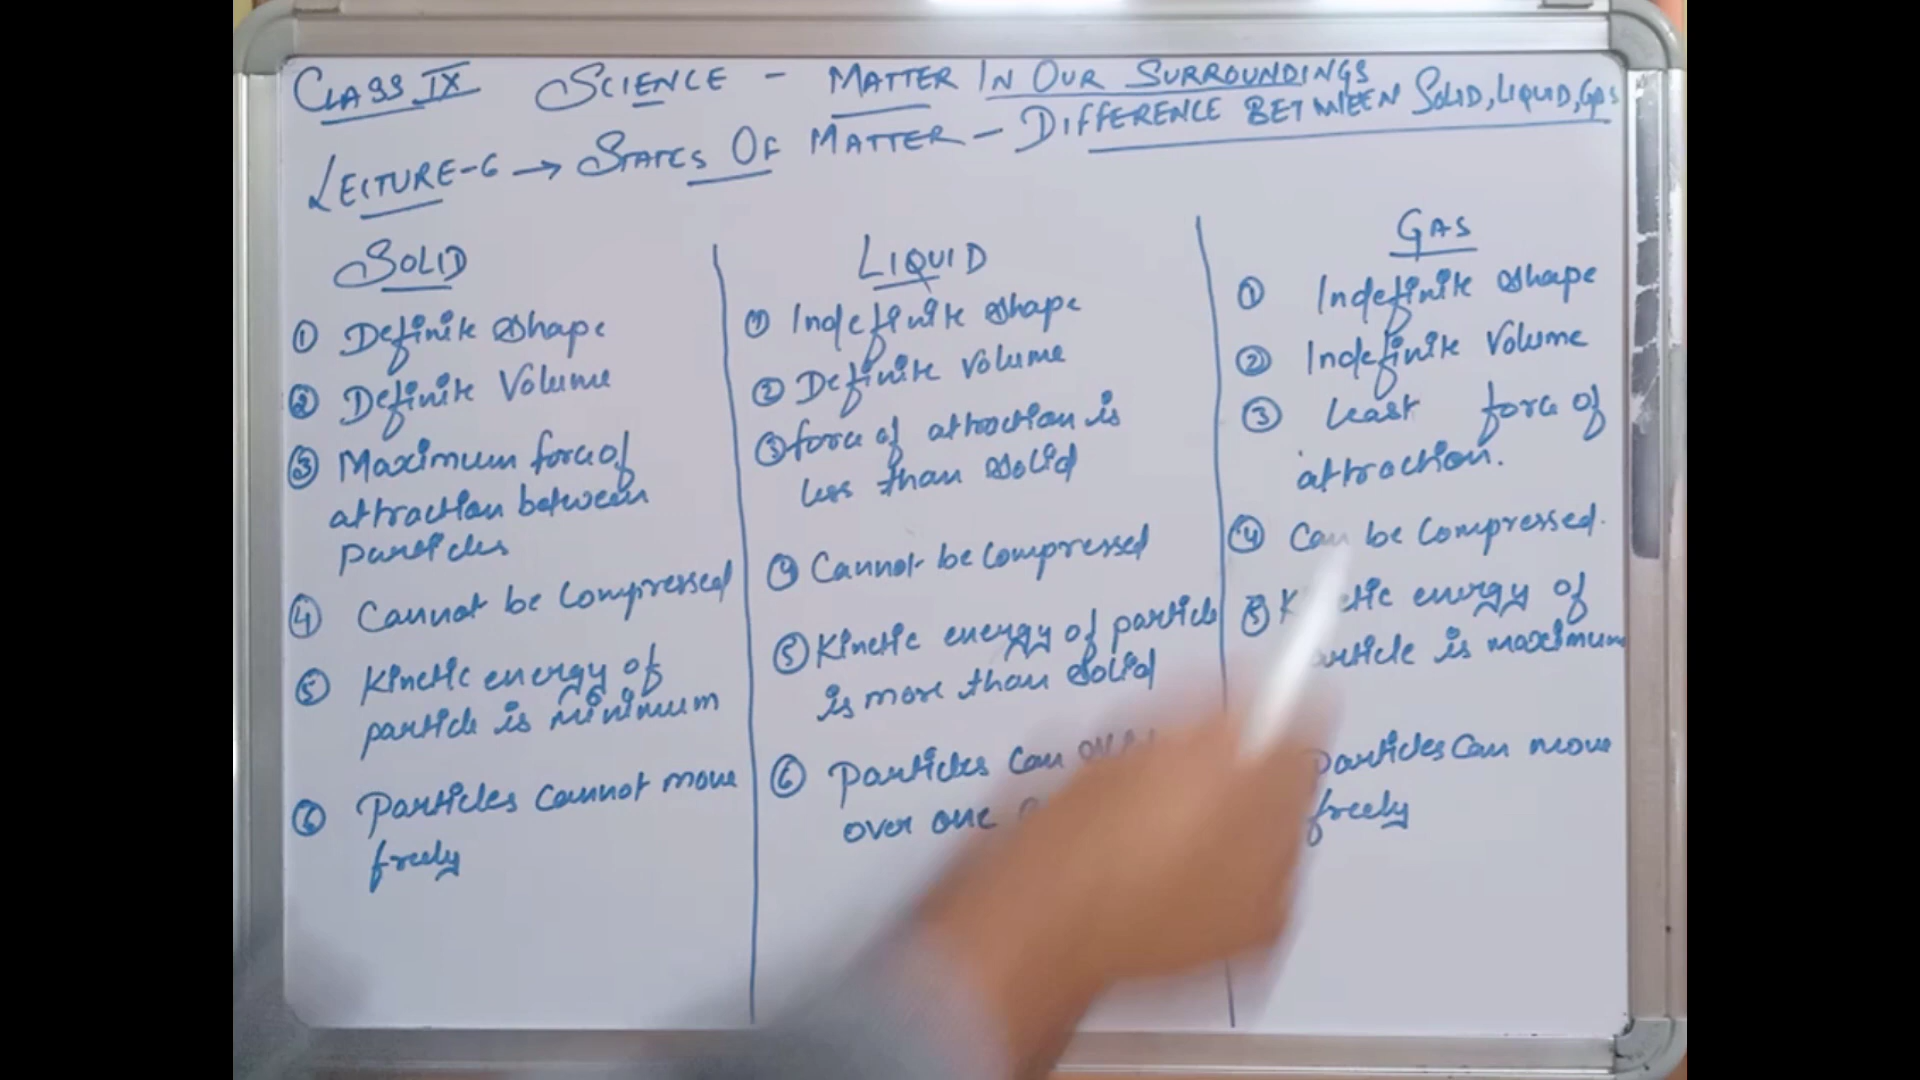 CLASS IX SCIENCE - MATTER IN OUR SURROUNDINGS
LECTURE-6 → STATES OF MATTER - DIFFERENCE BETWEEN SOLID, LIQUID, GAS
SOLID
① Definite shape
② Definite Volume
③ Maximum force of
attraction between
particles
④ Cannot be compressed
⑤ Kinetic energy of
particle is minimum
⑥ Particles cannot move
freely
LIQUID
① Indefinite shape
② Definite volume
③ force of attraction is
less than solid
④ Cannot be compressed
⑤ Kinetic energy of particle
is more than solid
⑥ Particles can
over one
GAS
① Indefinite shape
② Indefinite Volume
③ Least force of
attraction.
④ Can be compressed.
⑤ Kinetic energy of
particle is maximum
Particles can move
freely